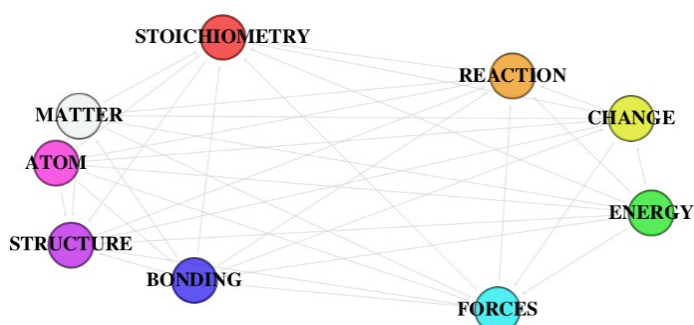 STOICHIOMETRY
REACTION
MATTER
CHANGE
ATOM
ENERGY
STRUCTURE
BONDING
FORCES